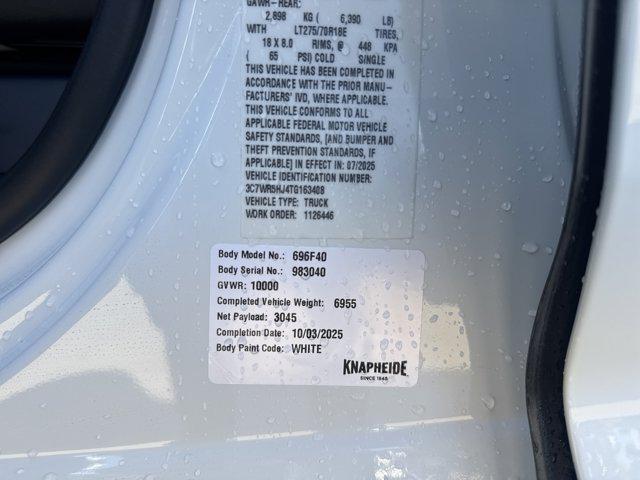 GAWR-REAR:
2,898 KG ( 6,390 LB)
WITH LT275/70R18E TIRES,
18 X 8.0 RIMS, @ 448 KPA
( 65 PSI) COLD SINGLE
THIS VEHICLE HAS BEEN COMPLETED IN
ACCORDANCE WITH THE PRIOR MANU-
FACTURERS' IVD, WHERE APPLICABLE.
THIS VEHICLE CONFORMS TO ALL
APPLICABLE FEDERAL MOTOR VEHICLE
SAFETY STANDARDS, [AND BUMPER AND
THEFT PREVENTION STANDARDS, IF
APPLICABLE] IN EFFECT IN: 07/2025
VEHICLE IDENTIFICATION NUMBER:
3C7WR5HJ4TG163408
VEHICLE TYPE: TRUCK
WORK ORDER: 1126446
Body Model No.: 696F40
Body Serial No.: 983040
GVWR: 10000
Completed Vehicle Weight: 6955
Net Payload: 3045
Completion Date: 10/03/2025
Body Paint Code: WHITE
KNAPHEIDE
SINCE 1848